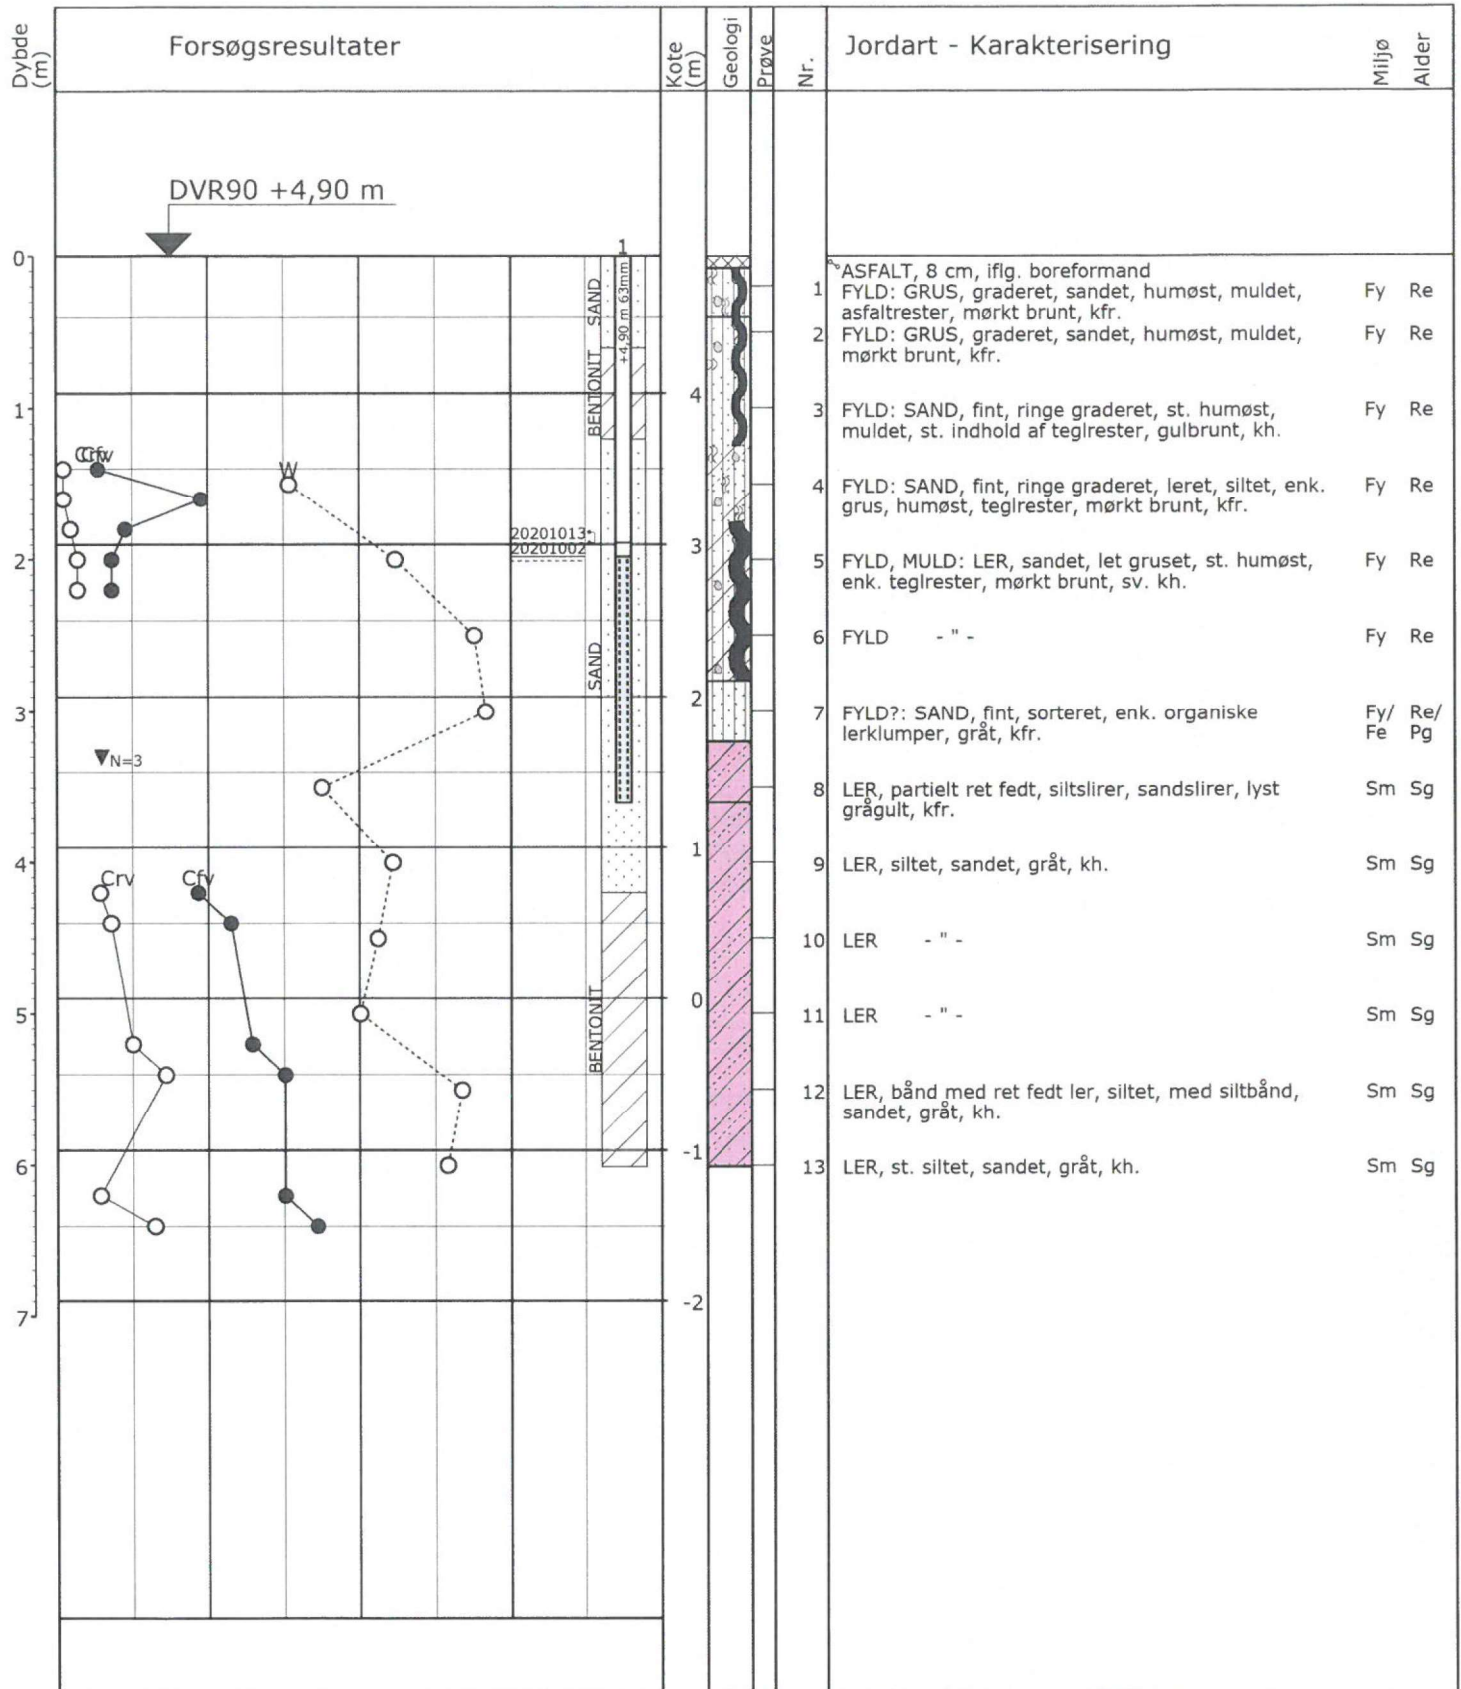 Dybde (m)
Forsøgsresultater
Kote (m)
Geologi
Prøve
Nr.
Jordart - Karakterisering
Miljø
Alder
DVR90 +4,90 m
0
1
2
3
4
5
6
7
1
+4,90 m 63mm
SAND
BENTONIT
SAND
BENTONIT
Crv
Cfv
W
20201013
20201002
N=3
Crv
Cfv
4
3
2
1
0
-1
-2
ASFALT, 8 cm, iflg. boreformand
1 FYLD: GRUS, graderet, sandet, humøst, muldet, Fy Re
asfaltrester, mørkt brunt, kfr.
2 FYLD: GRUS, graderet, sandet, humøst, muldet, Fy Re
mørkt brunt, kfr.
3 FYLD: SAND, fint, ringe graderet, st. humøst, Fy Re
muldet, st. indhold af teglrester, gulbrunt, kh.
4 FYLD: SAND, fint, ringe graderet, leret, siltet, enk. Fy Re
grus, humøst, teglrester, mørkt brunt, kfr.
5 FYLD, MULD: LER, sandet, let gruset, st. humøst, Fy Re
enk. teglrester, mørkt brunt, sv. kh.
6 FYLD - " - Fy Re
7 FYLD?: SAND, fint, sorteret, enk. organiske Fy/ Re/
lerklumper, gråt, kfr. Fe Pg
8 LER, partielt ret fedt, siltslirer, sandslirer, lyst Sm Sg
grågult, kfr.
9 LER, siltet, sandet, gråt, kh. Sm Sg
10 LER - " - Sm Sg
11 LER - " - Sm Sg
12 LER, bånd med ret fedt ler, siltet, med siltbånd, Sm Sg
sandet, gråt, kh.
13 LER, st. siltet, sandet, gråt, kh. Sm Sg